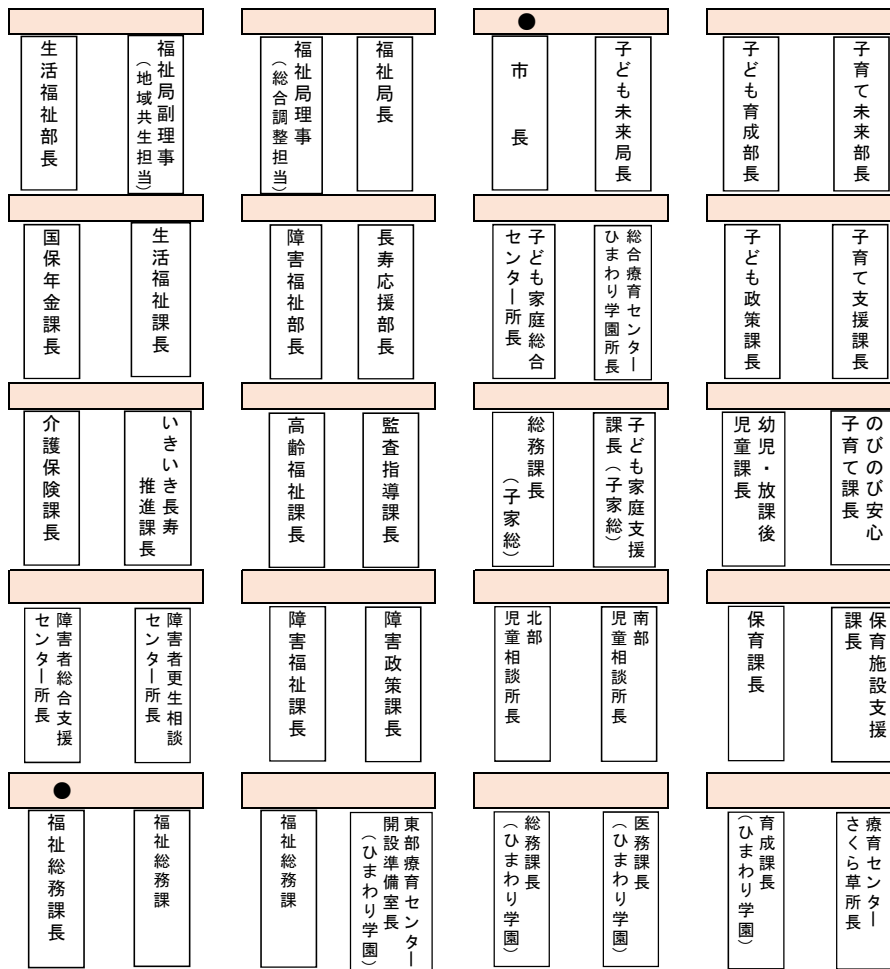 ●
生活福祉部長
福祉局副理事
（地域共生担当）
福祉局理事
（総合調整担当）
福祉局長
市　長
子ども未来局長
子ども育成部長
子育て未来部長
国保年金課長
生活福祉課長
障害福祉部長
長寿応援部長
子ども家庭総合
センター所長
総合療育センター
ひまわり学園所長
子ども政策課長
子育て支援課長
介護保険課長
いきいき長寿
推進課長
高齢福祉課長
監査指導課長
総務課長
（子家総）
子ども家庭支援
課長（子家総）
幼児・放課後
児童課長
のびのび安心
子育て課長
障害者総合支援
センター所長
障害者更生相談
センター所長
障害福祉課長
障害政策課長
北部
児童相談所長
南部
児童相談所長
保育課長
保育施設支援
課長
●
福祉総務課長
福祉総務課
福祉総務課
東部療育センター
開設準備室長
（ひまわり学園）
総務課長
（ひまわり学園）
医務課長
（ひまわり学園）
育成課長
（ひまわり学園）
療育センター
さくら草所長